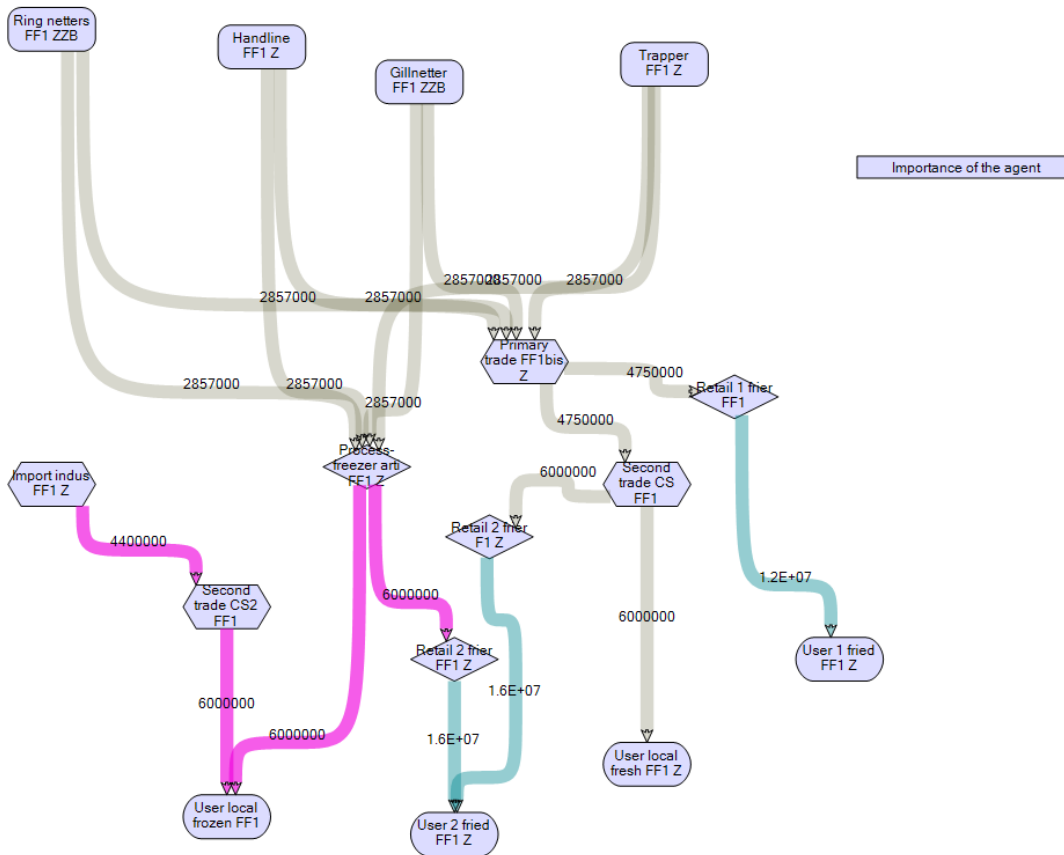 Ring netters
FF1 ZZB
Handline
FF1 Z
Gillnetter
FF1 ZZB
Trapper
FF1 Z
Importance of the agent
2857000
2857000
2857000
2857000
2857000
2857000
2857000
2857000
Primary
trade FF1bis
Z
4750000
4750000
Retail 1 frier
FF1
Process-
freezer arti
FF1 Z
Import indus
FF1 Z
6000000
Second
trade CS
FF1
Retail 2 frier
F1 Z
4400000
Second
trade CS2
FF1
6000000
1.2E+07
6000000
Retail 2 frier
FF1 Z
User 1 fried
FF1 Z
6000000
1.6E+07
6000000
1.6E+07
User local
fresh FF1 Z
User local
frozen FF1
User 2 fried
FF1 Z